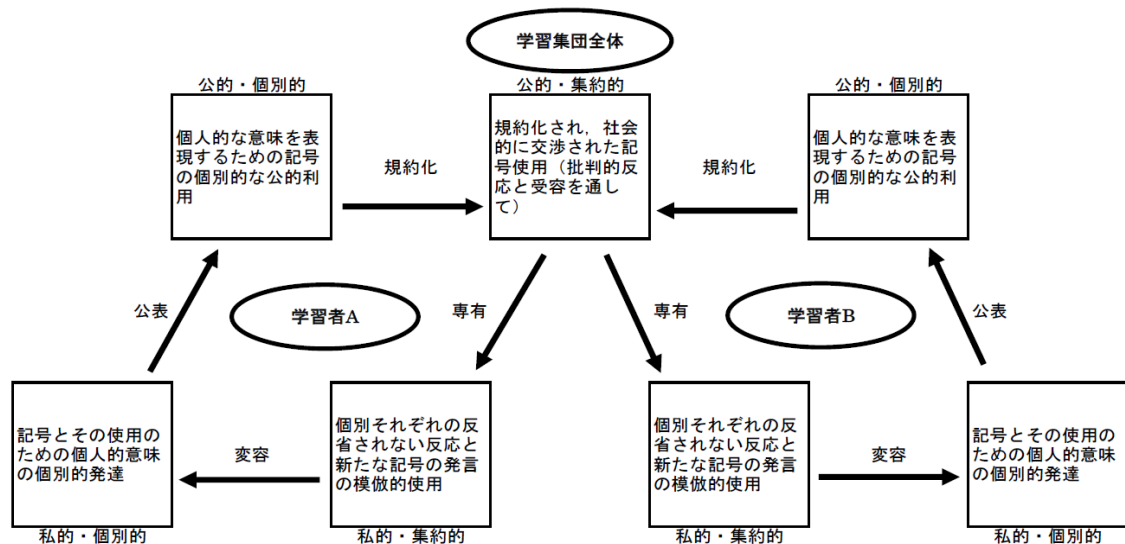 学習集団全体
公的・個別的
公的・集約的
公的・個別的
個人的な意味を表
現するための記号
の個別的な公的利
用
規約化
規約化され，社会
的に交渉された記
号使用（批判的反
応と受容を通し
て）
規約化
個人的な意味を表
現するための記号
の個別的な公的利
用
公表
学習者A
専有
専有
学習者B
公表
記号とその使用の
ための個人的意味
の個別的発達
変容
個別それぞれの反
省されない反応と
新たな記号の発言
の模倣的使用
個別それぞれの反
省されない反応と
新たな記号の発言
の模倣的使用
変容
記号とその使用の
ための個人的意味
の個別的発達
私的・個別的
私的・集約的
私的・集約的
私的・個別的